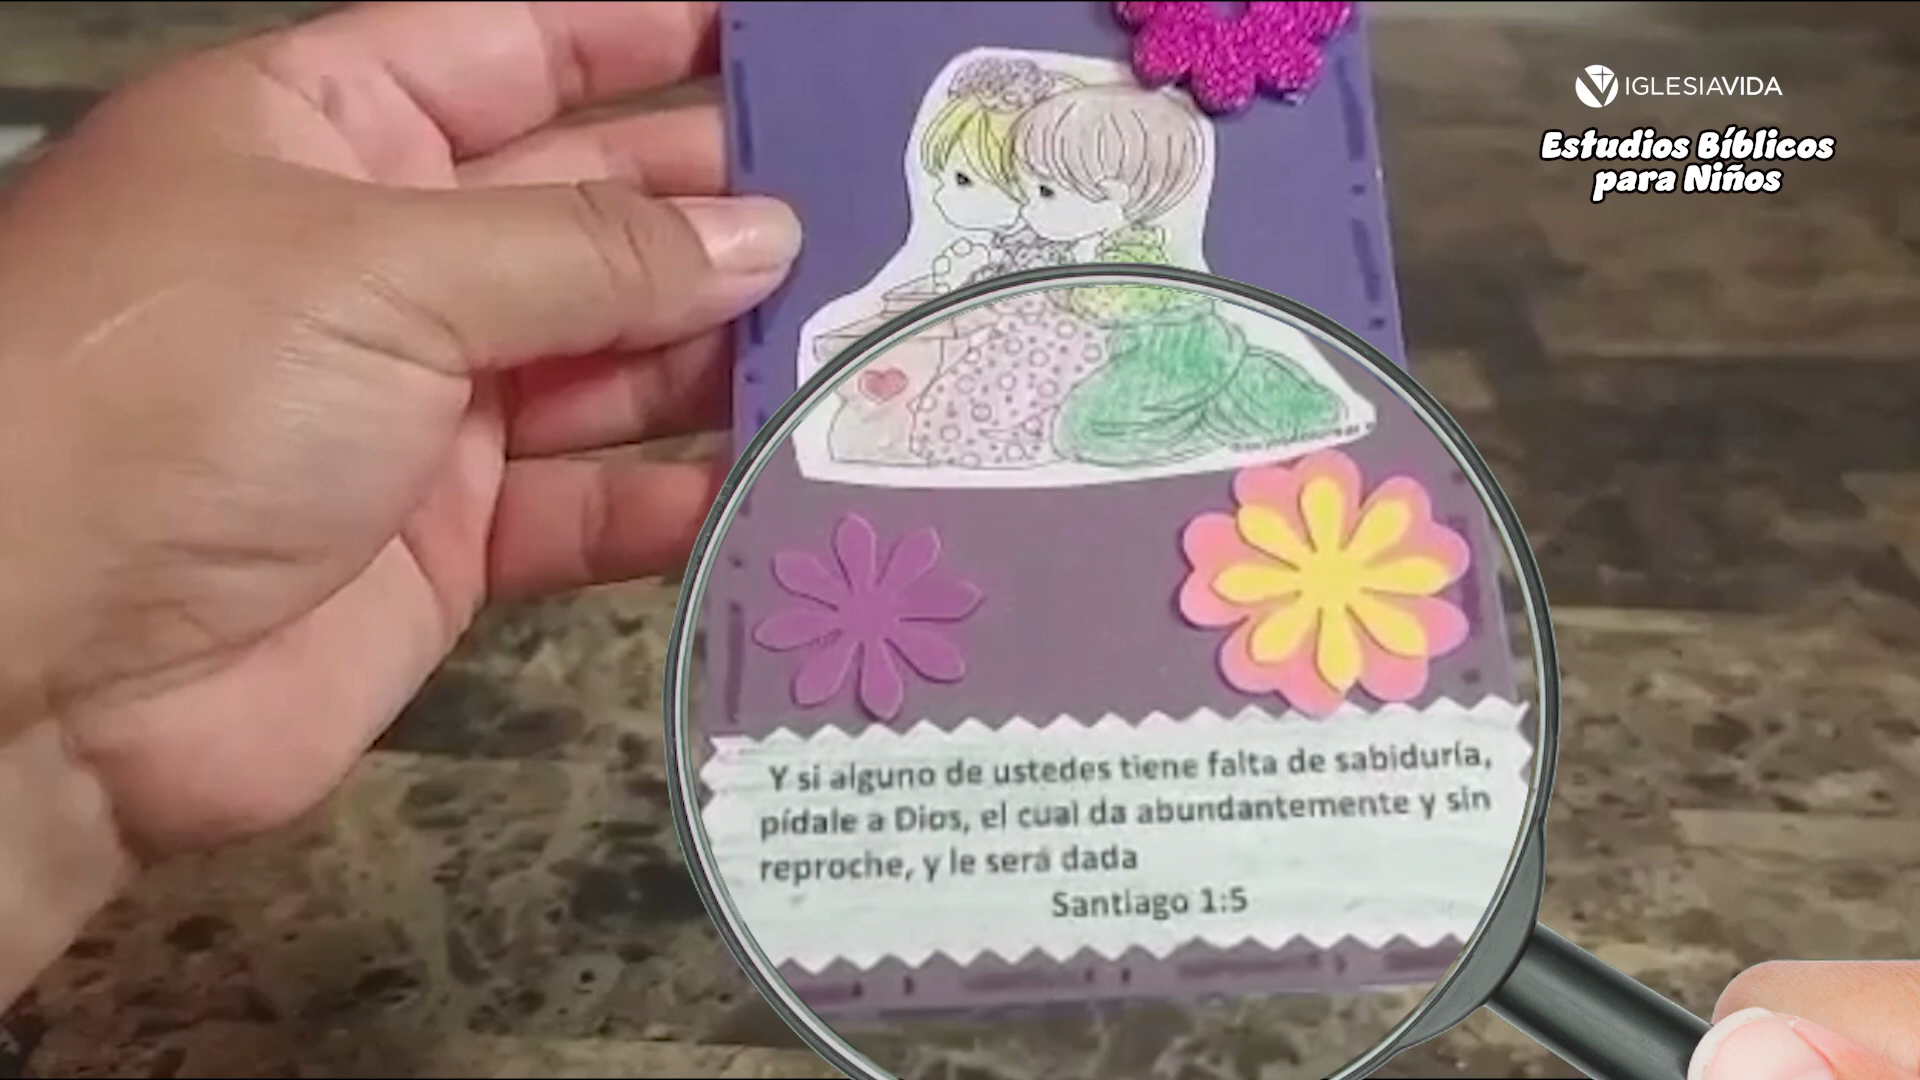 IGLESIAVIDA
Estudios Bíblicos
para Niños
Y si alguno de ustedes tiene falta de sabiduría,
pídale a Dios, el cual da abundantemente y sin
reproche, y le será dada
Santiago 1:5